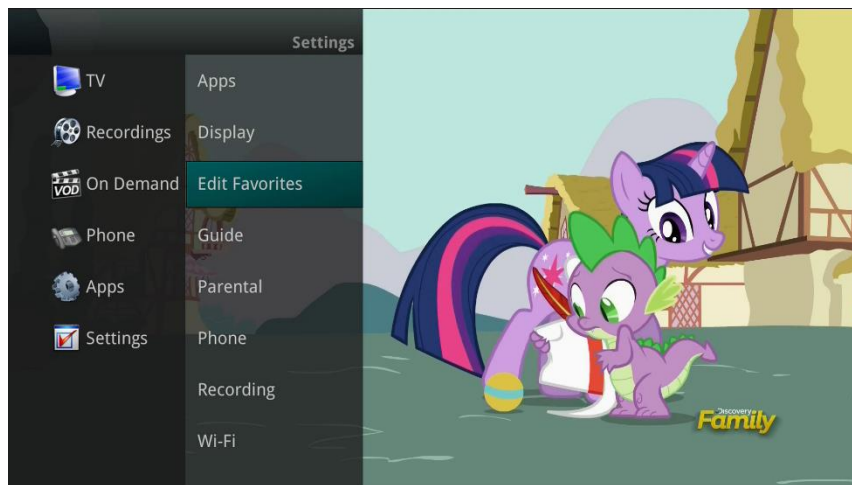 Settings
TV
Recordings
On Demand
VOD
Phone
Apps
Settings
Apps
Display
Edit Favorites
Guide
Parental
Phone
Recording
Wi-Fi
Discovery
Family